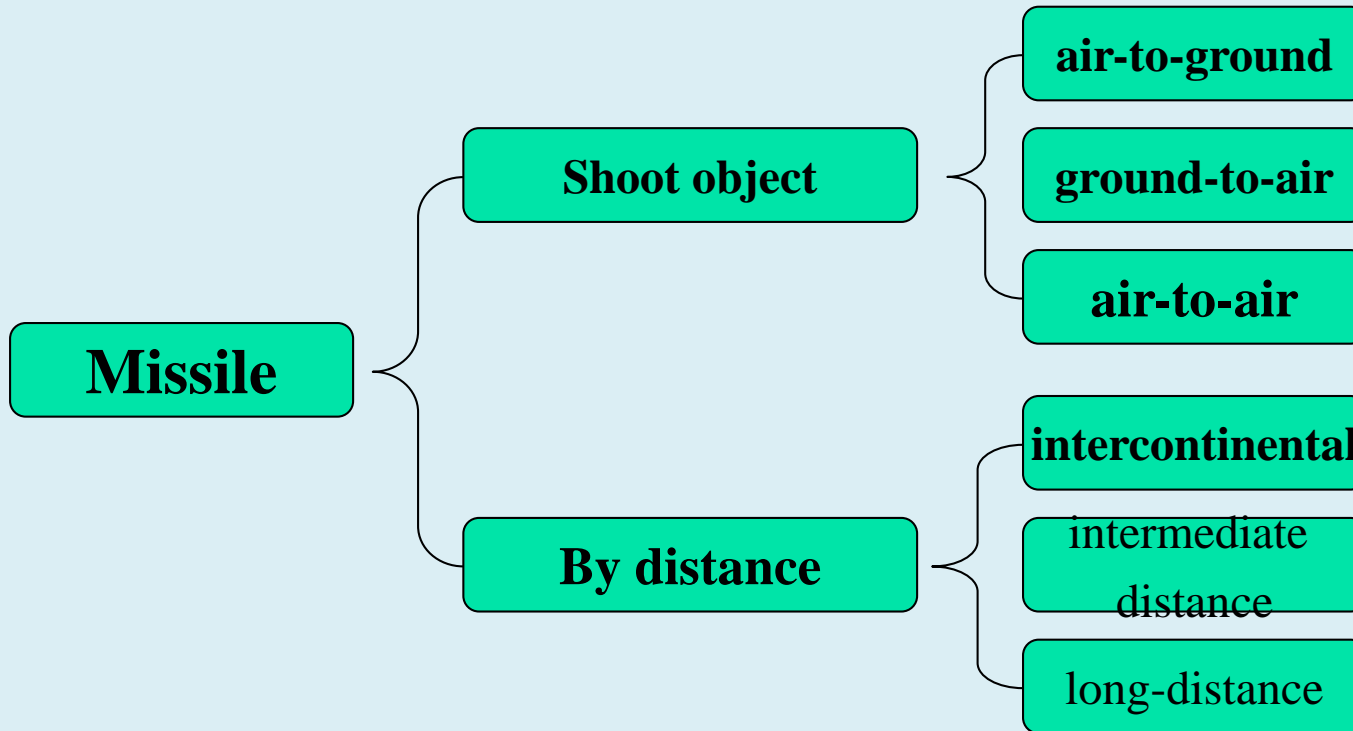 air-to-ground
Shoot object
ground-to-air
air-to-air
Missile
intercontinental
By distance
intermediate
distance
long-distance